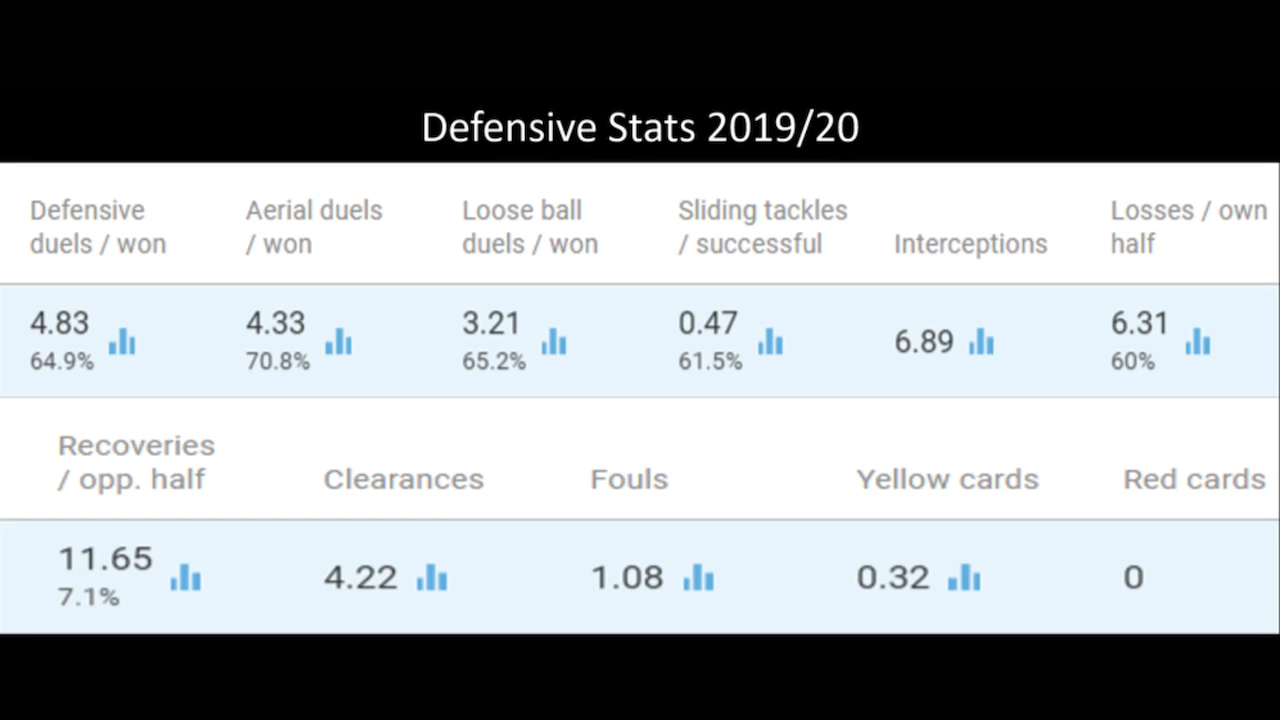 Defensive Stats 2019/20
Defensive Aerial duels Loose ball Sliding tackles Losses / own
duels / won / won duels / won / successful Interceptions half
4.83 4.33 3.21 0.47 6.89 6.31
64.9% 70.8% 65.2% 61.5% 60%
Recoveries
/ opp. half Clearances Fouls Yellow cards Red cards
11.65 4.22 1.08 0.32 0
7.1%